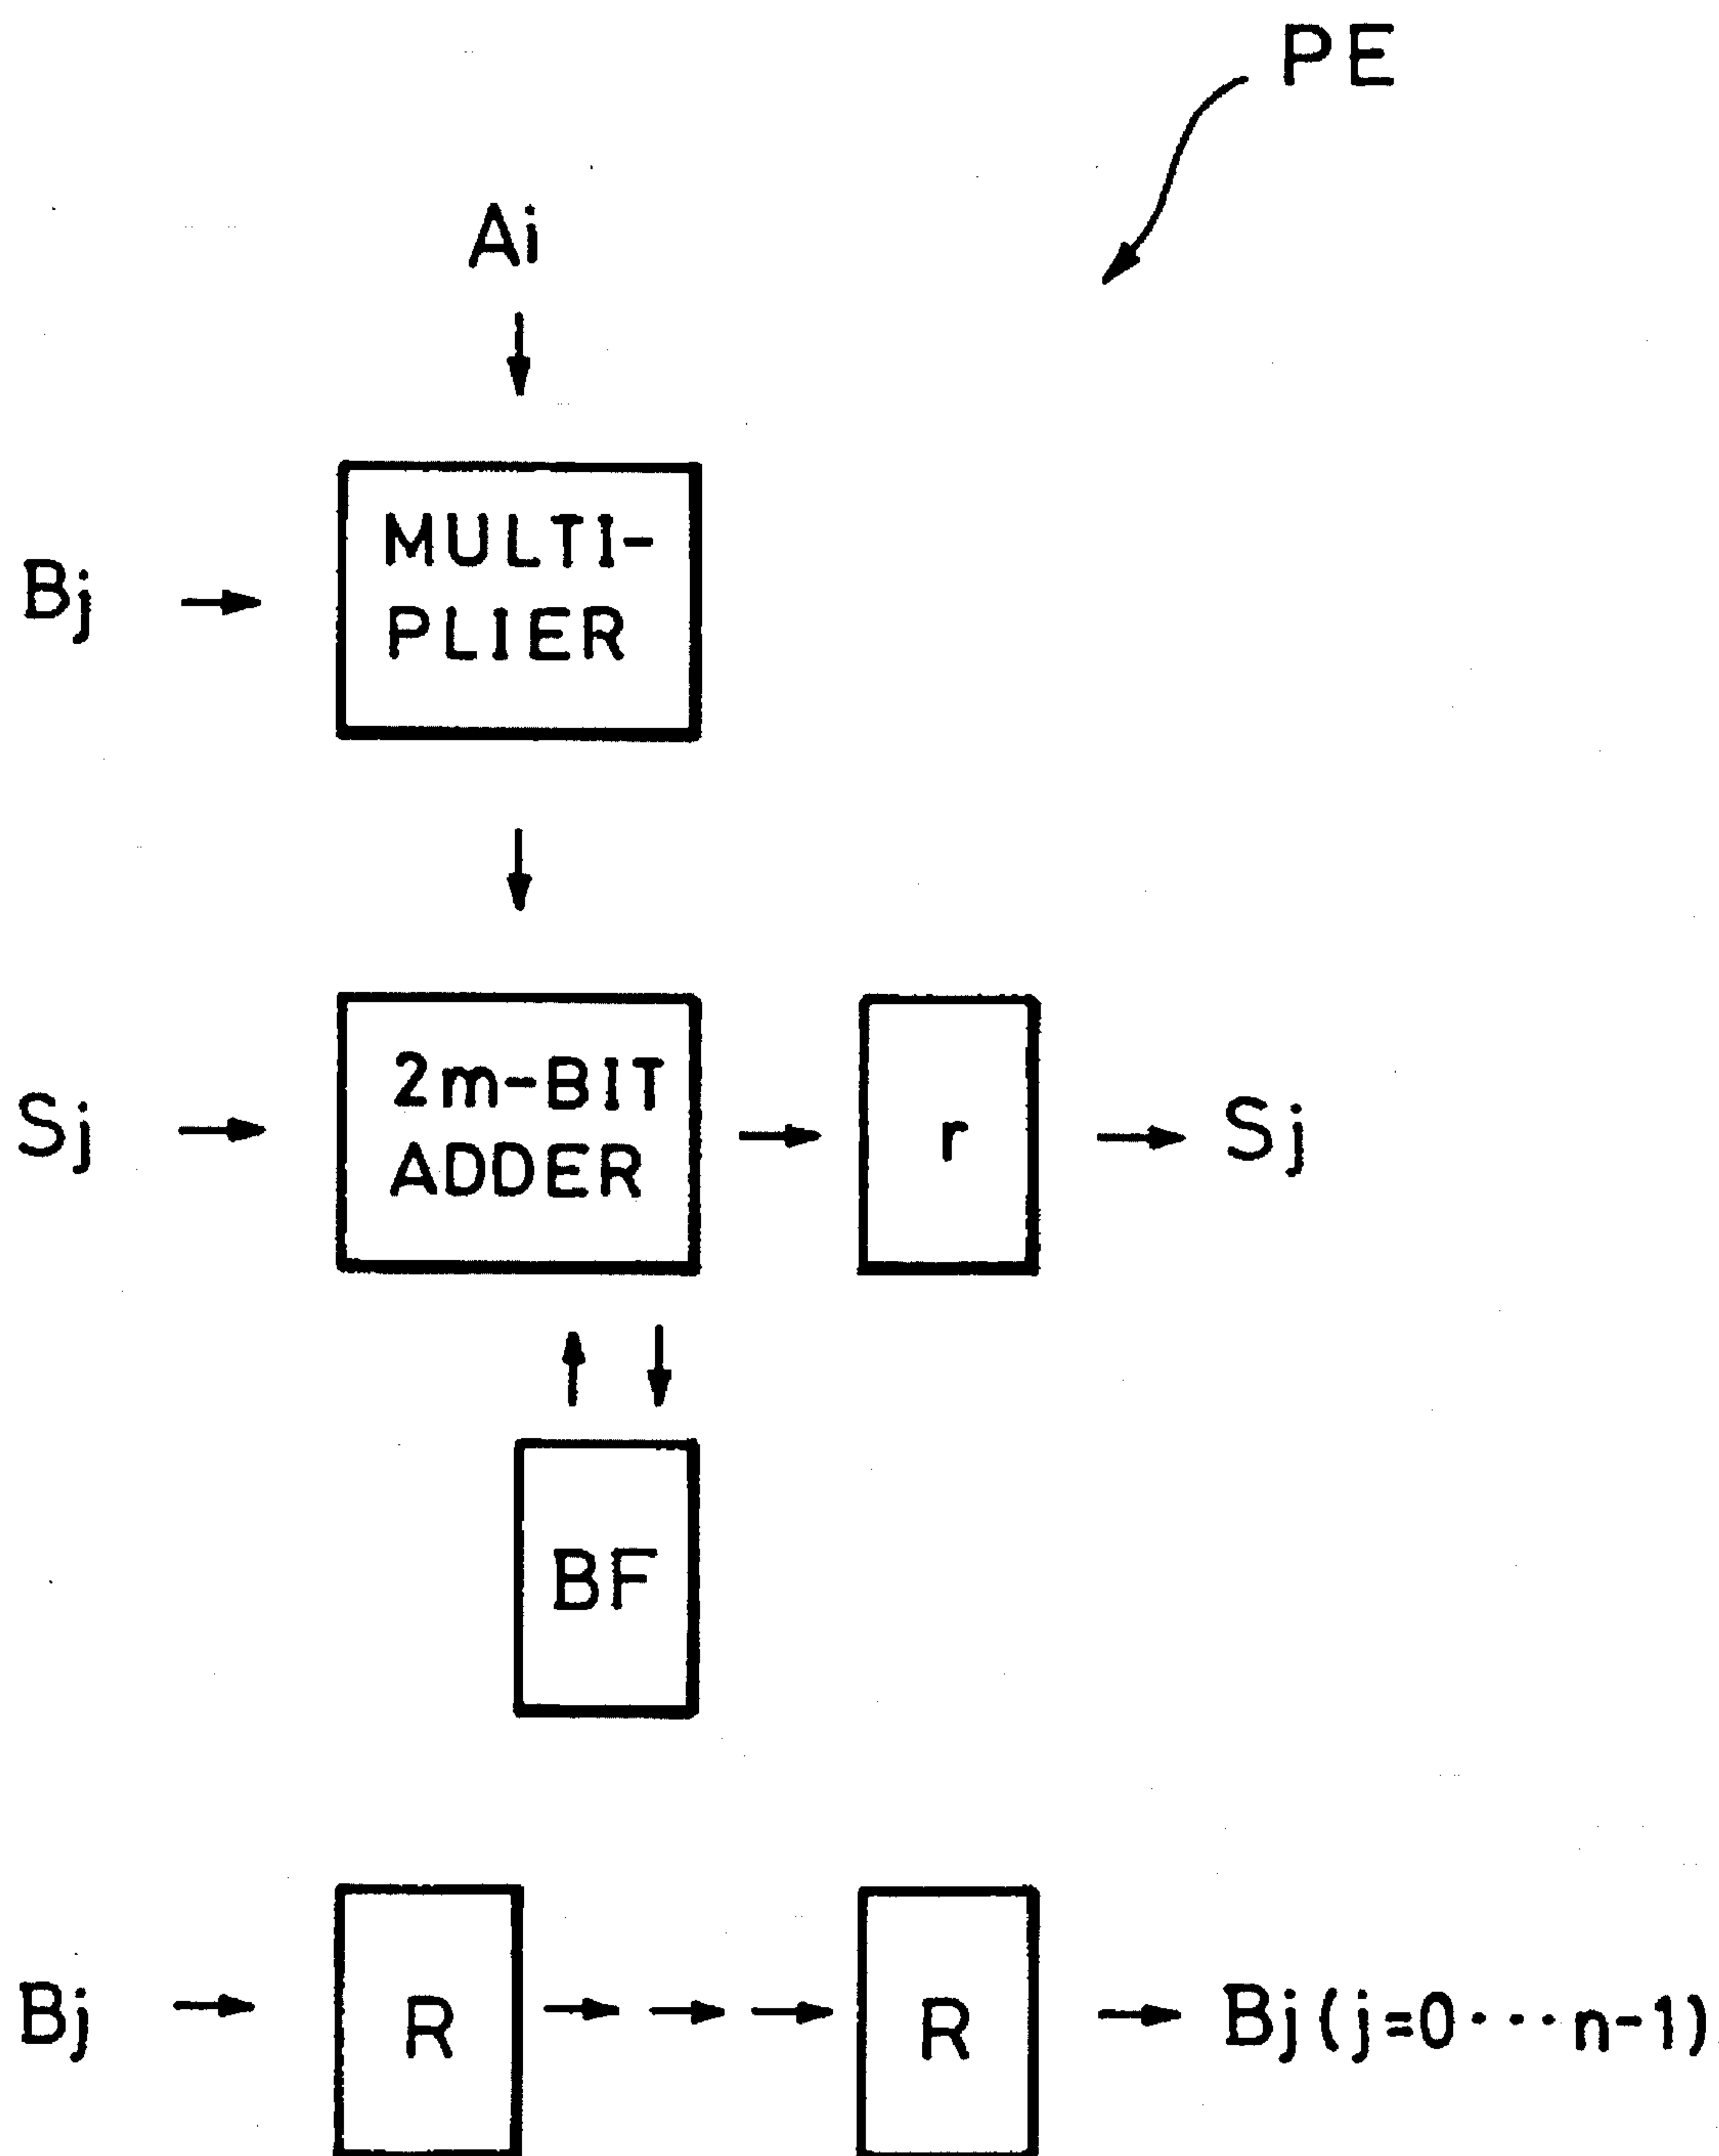 PE
Ai
Bj
MULTI-
PLIER
Sj
2m-BIT
ADDER
r
Sj
BF
Bj
R
R
Bj(j=0···n-1)